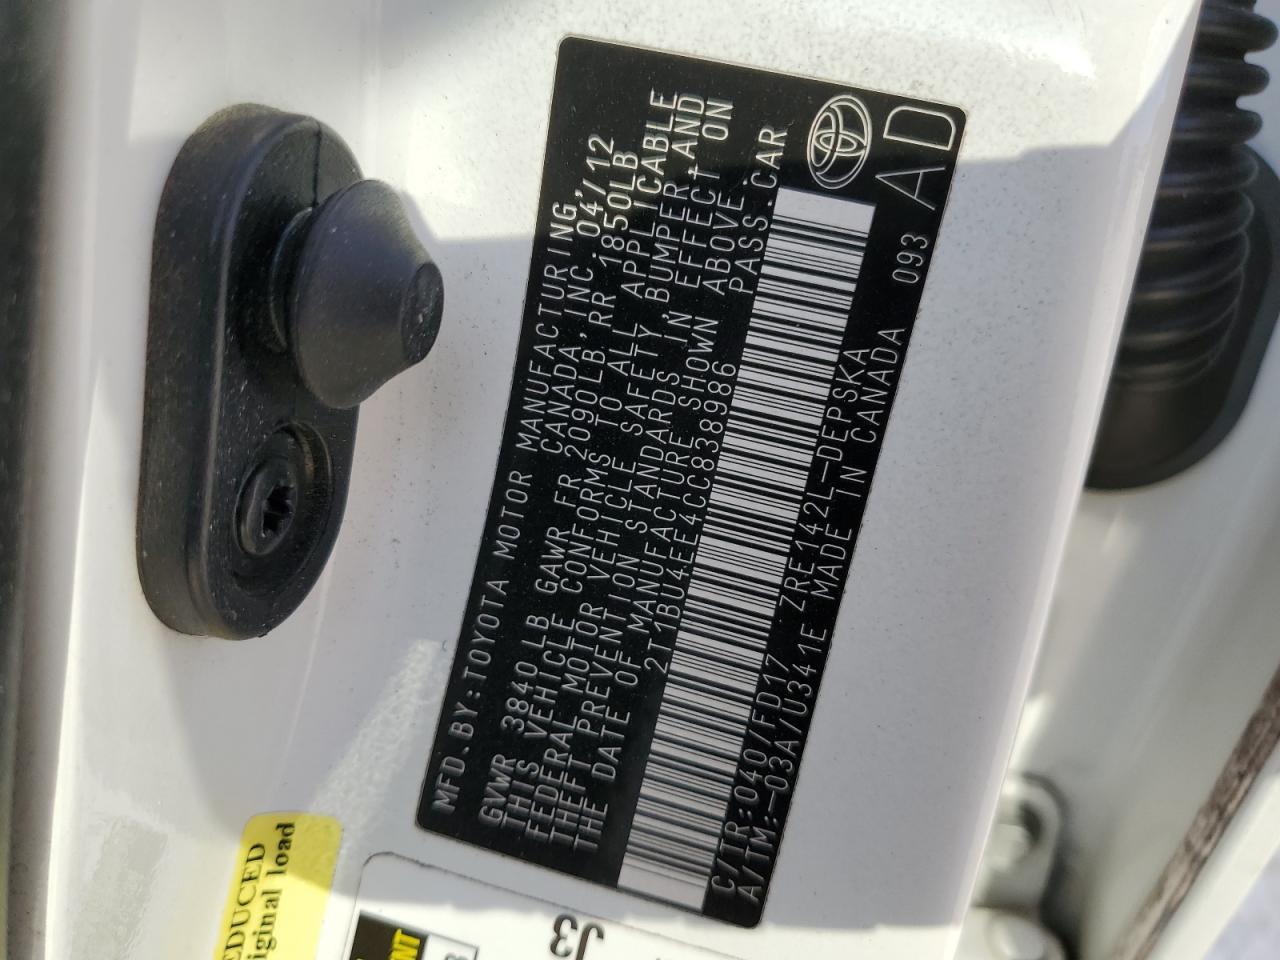 MFD.BY:TOYOTA MOTOR MANUFACTURING,
CANADA,INC. 04/12
GVWR 3840 LB GAWR FR 2090LB,RR 1850LB
THIS VEHICLE CONFORMS TO ALL APPLICABLE
FEDERAL MOTOR VEHICLE SAFETY,BUMPER,AND
THEFT PREVENTION STANDARDS IN EFFECT ON
THE DATE OF MANUFACTURE SHOWN ABOVE.
2T1BU4EE4CC838986 PASS.CAR
C/TR:040/FD17 ZRE142L-DEPSKA
A/TM:-03A/U341E MADE IN CANADA 093
AD
EDUCED
iginal load
J3